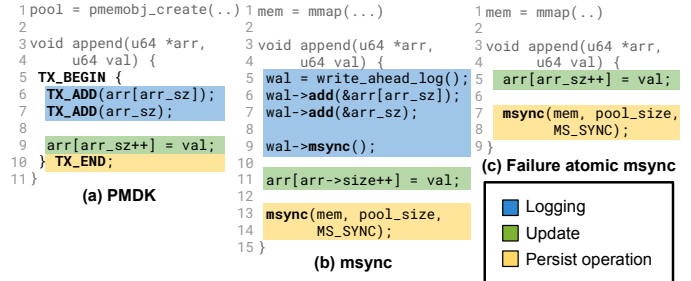 1 pool = pmemobj_create(..)
2
3 void append(u64 *arr,
4 u64 val) {
5 TX_BEGIN {
6 TX_ADD(arr[arr_sz]);
7 TX_ADD(arr_sz);
8
9 arr[arr_sz++] = val;
10 } TX_END;
11 }
(a) PMDK
1 mem = mmap(...)
2
3 void append(u64 *arr,
4 u64 val) {
5 wal = write_ahead_log();
6 wal->add(&arr[arr_sz]);
7 wal->add(&arr_sz);
8
9 wal->msync();
10
11 arr[arr->size++] = val;
12
13 msync(mem, pool_size,
14 MS_SYNC);
15 }
(b) msync
1 mem = mmap(..)
2
3 void append(u64 *arr,
4 u64 val) {
5 arr[arr_sz++] = val;
6
7 msync(mem, pool_size,
8 MS_SYNC);
9 }
(c) Failure atomic msync
Logging
Update
Persist operation